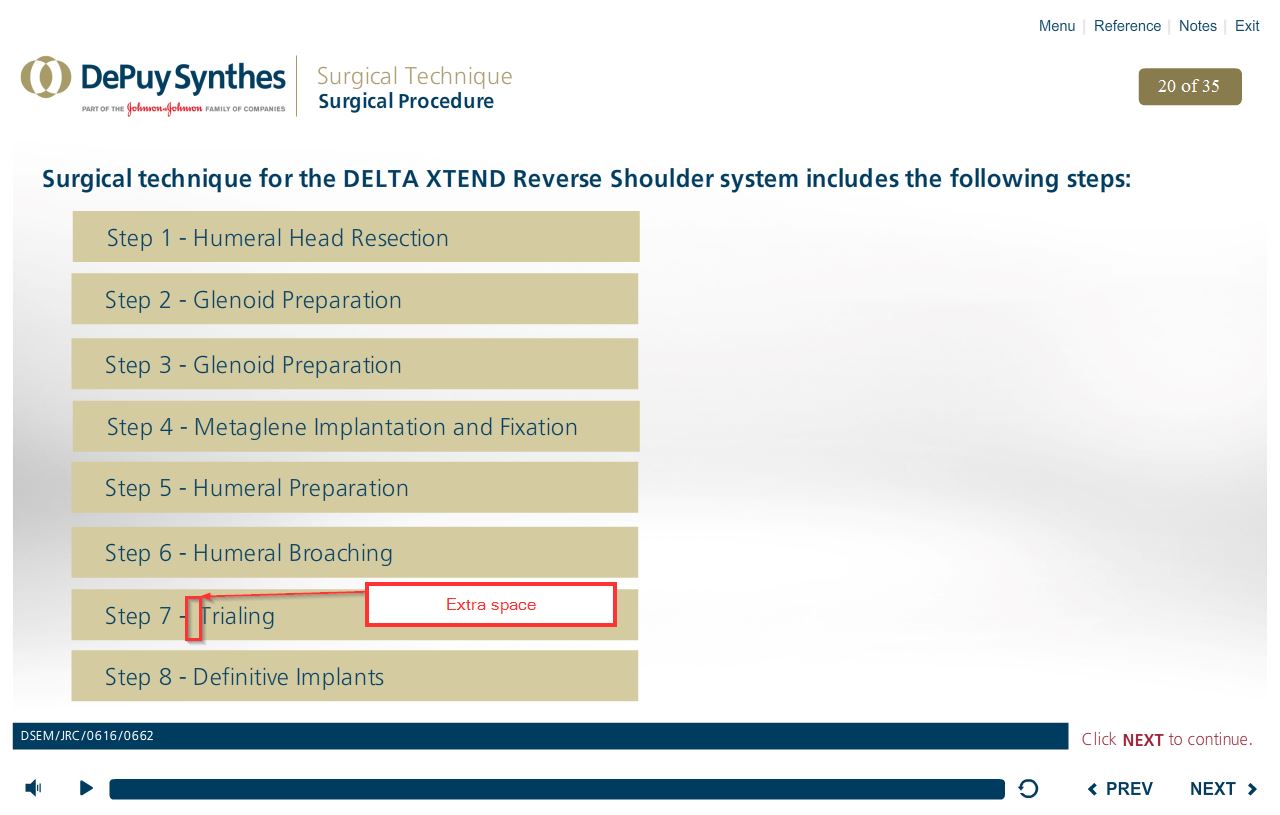 Menu | Reference | Notes | Exit
DePuy Synthes
PART OF THE Johnson & Johnson FAMILY OF COMPANIES
Surgical Technique
Surgical Procedure
20 of 35
Surgical technique for the DELTA XTEND Reverse Shoulder system includes the following steps:
Step 1 - Humeral Head Resection
Step 2 - Glenoid Preparation
Step 3 - Glenoid Preparation
Step 4 - Metaglene Implantation and Fixation
Step 5 - Humeral Preparation
Step 6 - Humeral Broaching
Step 7 -  Trialing
Extra space
Step 8 - Definitive Implants
DSEM/JRC/0616/0662
Click NEXT to continue.
PREV
NEXT